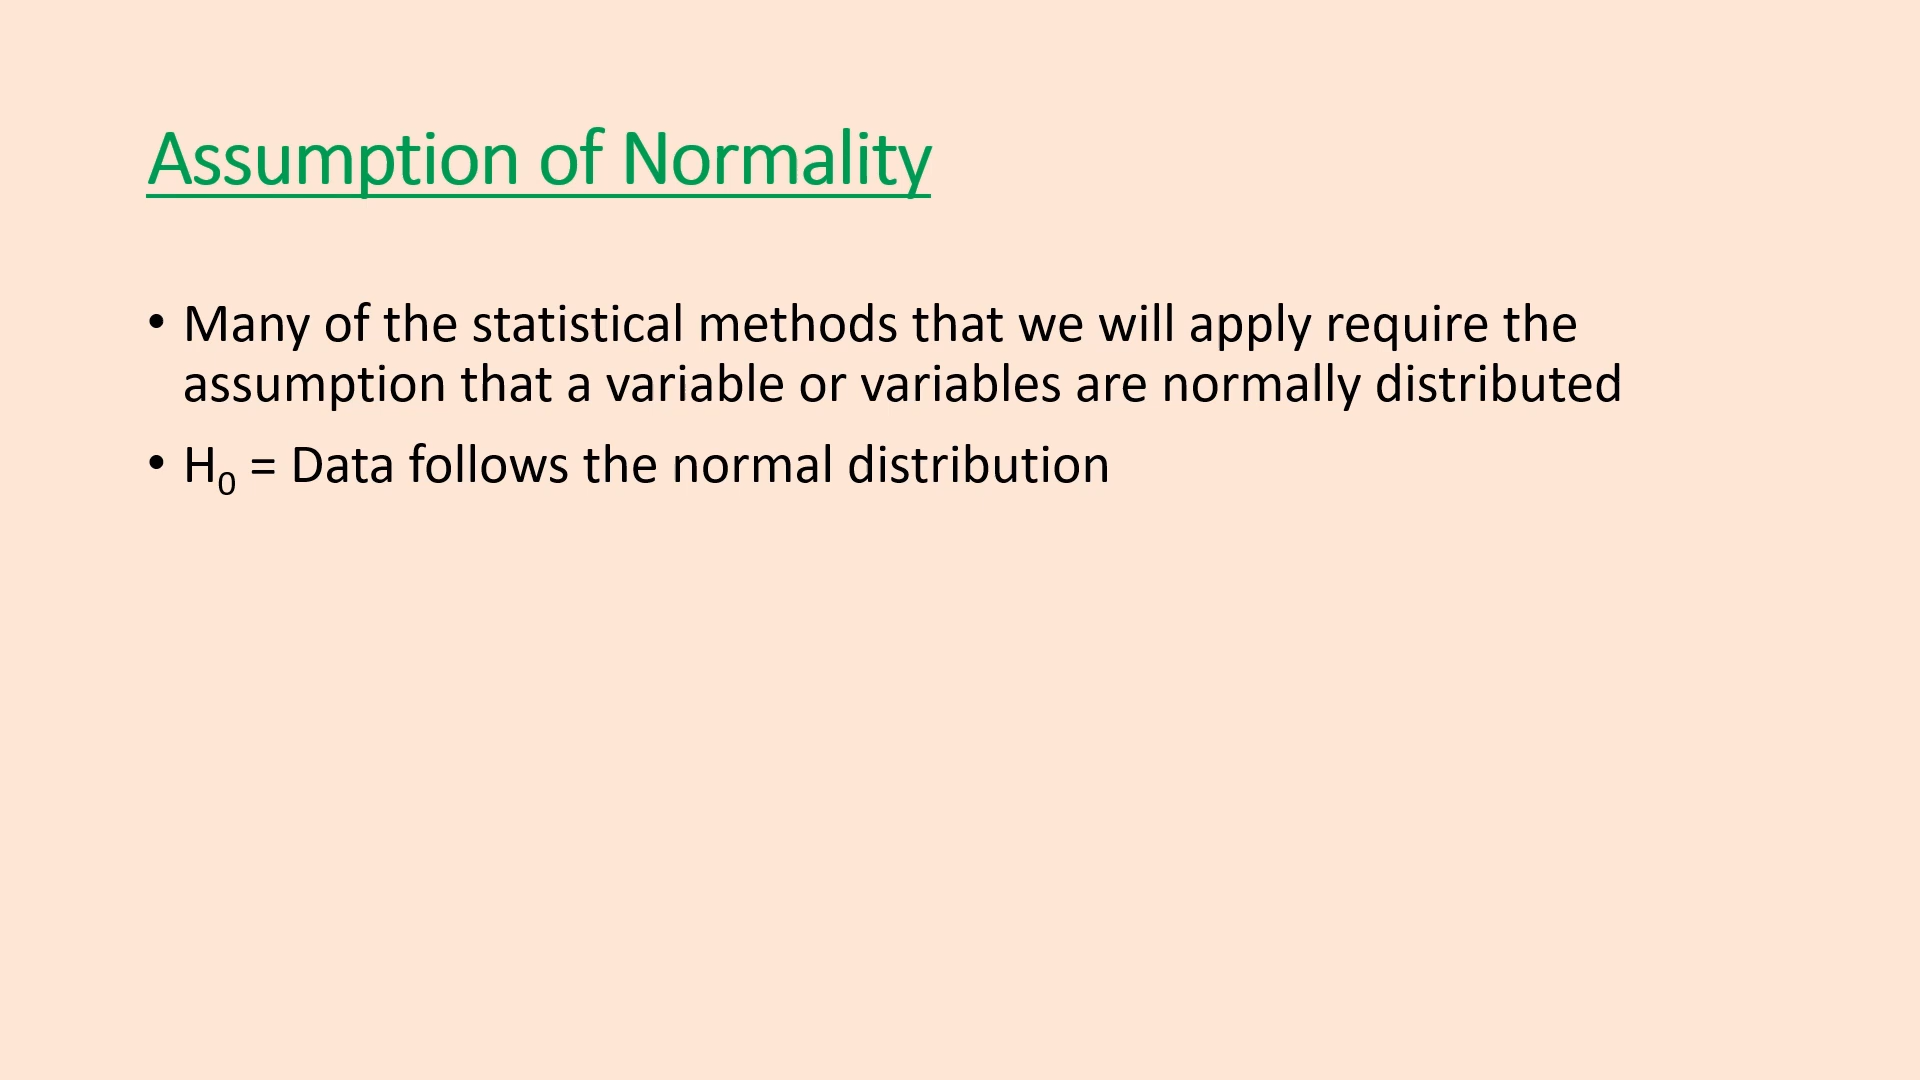 Assumption of Normality
• Many of the statistical methods that we will apply require the
assumption that a variable or variables are normally distributed
• H₀ = Data follows the normal distribution